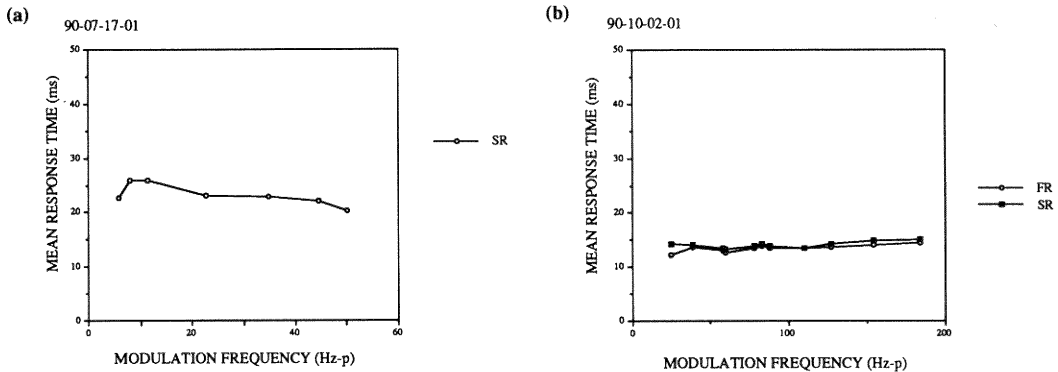 (a)
90-07-17-01
50
40
30
20
10
0
0 20 40 60
MEAN RESPONSE TIME (ms)
MODULATION FREQUENCY (Hz-p)
SR
(b)
90-10-02-01
50
40
30
20
10
0
0 100 200
MEAN RESPONSE TIME (ms)
MODULATION FREQUENCY (Hz-p)
FR
SR